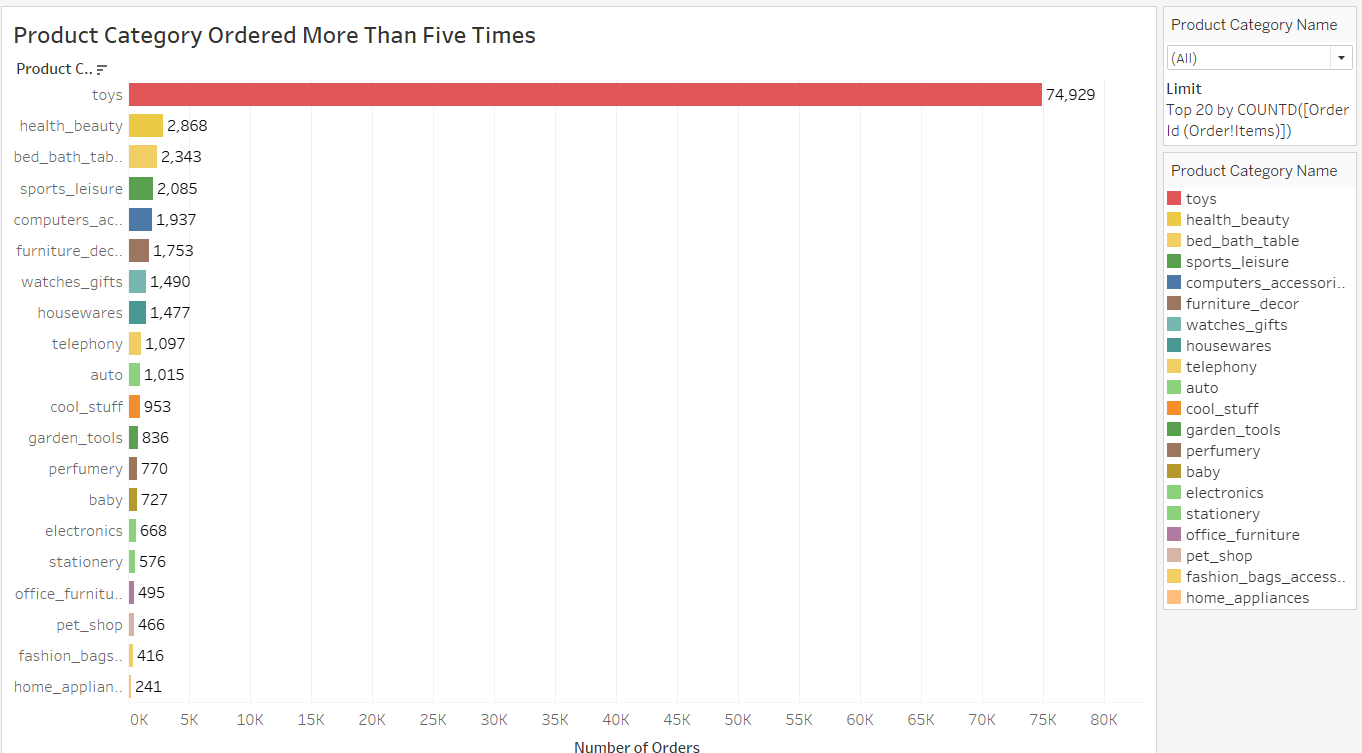 Product Category Ordered More Than Five Times
Product C..
toys 74,929
health_beauty 2,868
bed_bath_tab.. 2,343
sports_leisure 2,085
computers_ac.. 1,937
furniture_dec.. 1,753
watches_gifts 1,490
housewares 1,477
telephony 1,097
auto 1,015
cool_stuff 953
garden_tools 836
perfumery 770
baby 727
electronics 668
stationery 576
office_furnitu.. 495
pet_shop 466
fashion_bags.. 416
home_applian.. 241
0K 5K 10K 15K 20K 25K 30K 35K 40K 45K 50K 55K 60K 65K 70K 75K 80K
Number of Orders
Product Category Name
(All)
Limit
Top 20 by COUNTD([Order
Id (Order!Items)])
Product Category Name
toys
health_beauty
bed_bath_table
sports_leisure
computers_accessori..
furniture_decor
watches_gifts
housewares
telephony
auto
cool_stuff
garden_tools
perfumery
baby
electronics
stationery
office_furniture
pet_shop
fashion_bags_access..
home_appliances